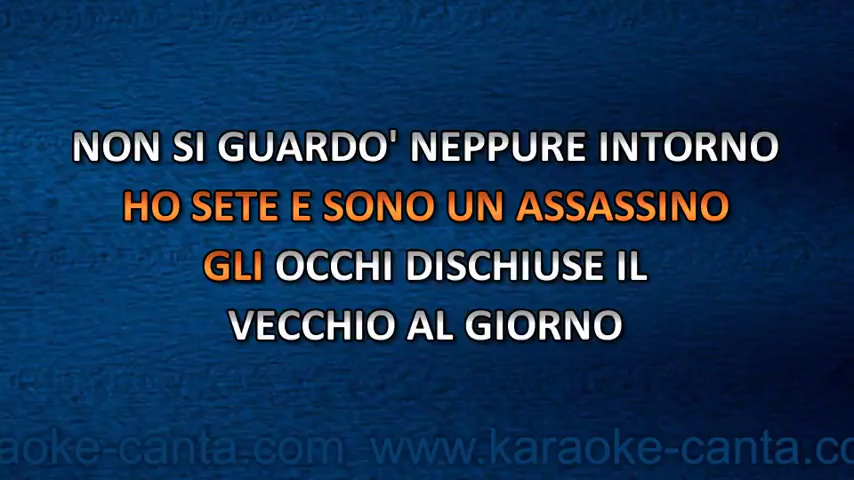 NON SI GUARDO' NEPPURE INTORNO
HO SETE E SONO UN ASSASSINO
GLI OCCHI DISCHIUSE IL
VECCHIO AL GIORNO
aoke-canta.com www.karaoke-canta.co